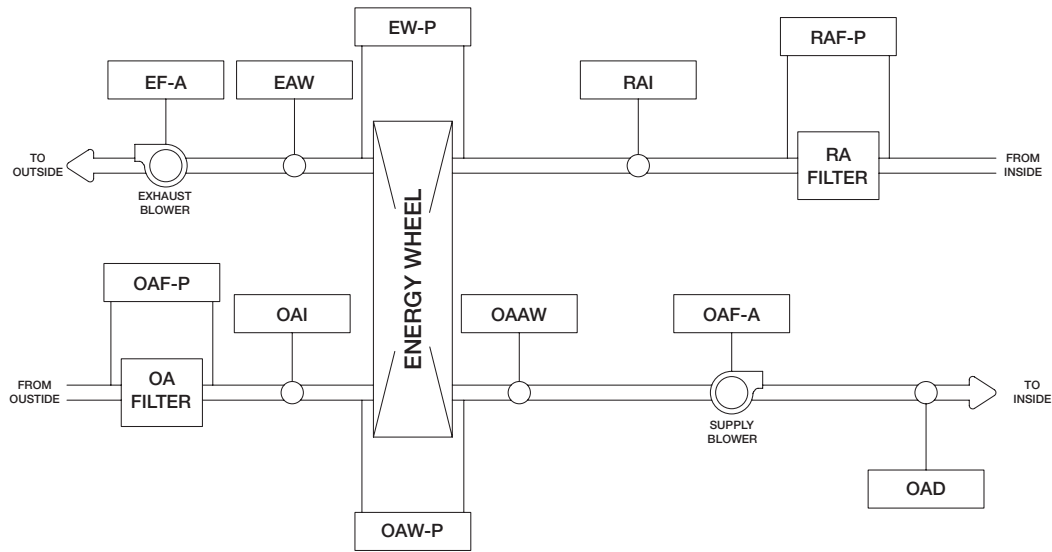 EW-P
RAF-P
EF-A
EAW
RAI
TO
OUTSIDE
EXHAUST
BLOWER
RA
FILTER
FROM
INSIDE
ENERGY WHEEL
OAF-P
OAI
OAAW
OAF-A
FROM
OUSTIDE
OA
FILTER
SUPPLY
BLOWER
TO
INSIDE
OAD
OAW-P